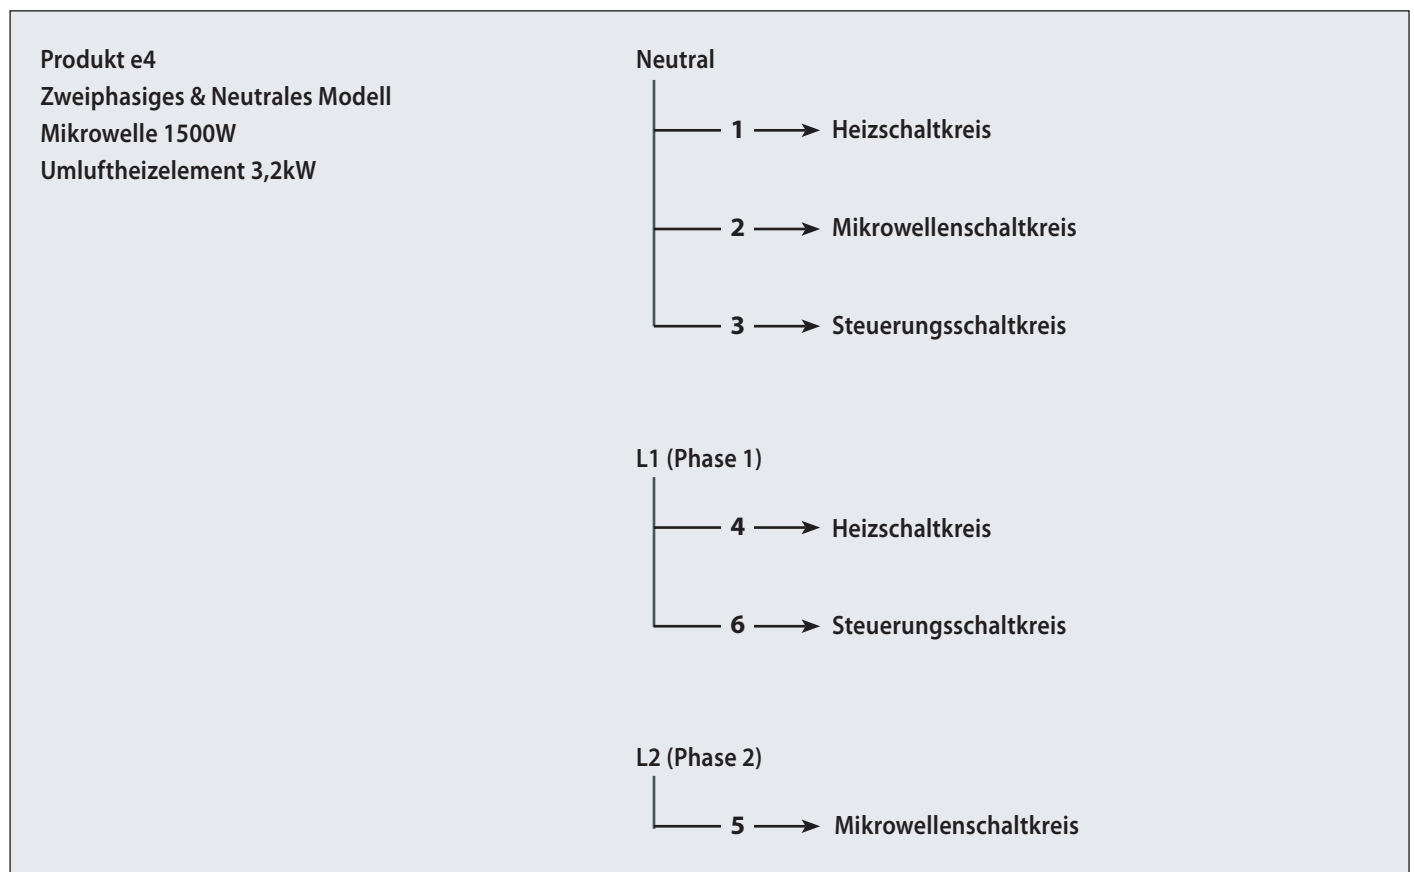 Produkt e4
Zweiphasiges & Neutrales Modell
Mikrowelle 1500W
Umluftheizelement 3,2kW
Neutral
1 Heizschaltkreis
2 Mikrowellenschaltkreis
3 Steuerungsschaltkreis
L1 (Phase 1)
4 Heizschaltkreis
6 Steuerungsschaltkreis
L2 (Phase 2)
5 Mikrowellenschaltkreis